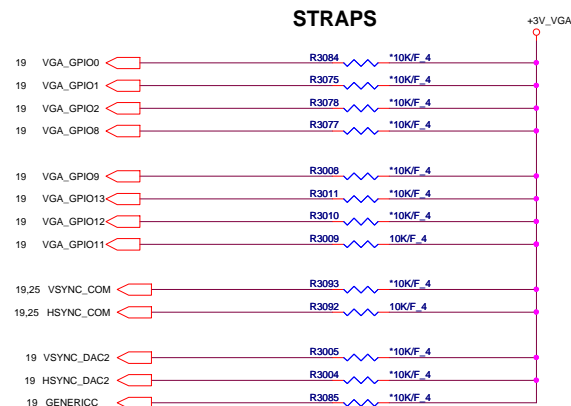 STRAPS
+3V_VGA
19 VGA_GPIO0 R3084 *10K/F_4
19 VGA_GPIO1 R3075 *10K/F_4
19 VGA_GPIO2 R3078 *10K/F_4
19 VGA_GPIO8 R3077 *10K/F_4
19 VGA_GPIO9 R3008 *10K/F_4
19 VGA_GPIO13 R3011 *10K/F_4
19 VGA_GPIO12 R3010 *10K/F_4
19 VGA_GPIO11 R3009 10K/F_4
19,25 VSYNC_COM R3093 *10K/F_4
19,25 HSYNC_COM R3092 10K/F_4
19 VSYNC_DAC2 R3005 *10K/F_4
19 HSYNC_DAC2 R3004 *10K/F_4
19 GENERICC R3085 *10K/F_4